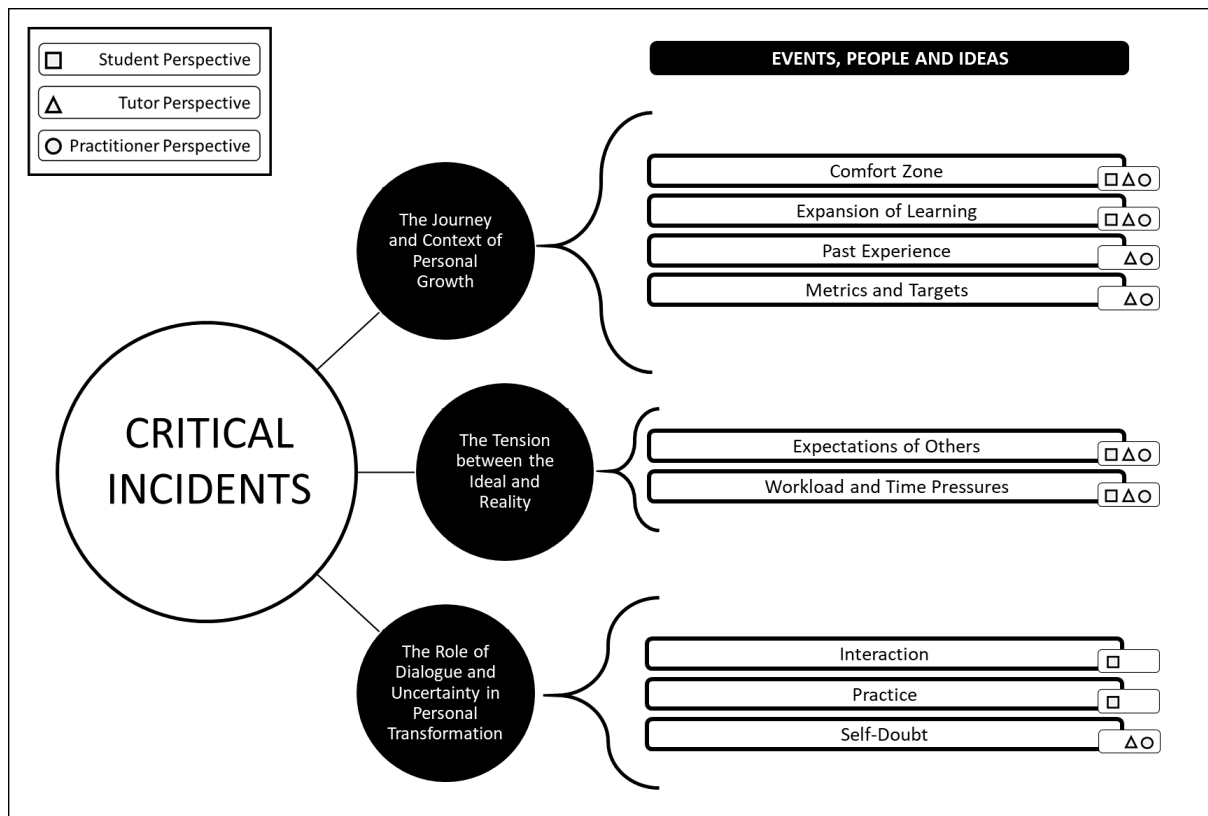 Student Perspective
Tutor Perspective
Practitioner Perspective
EVENTS, PEOPLE AND IDEAS
CRITICAL
INCIDENTS
The Journey
and Context of
Personal
Growth
Comfort Zone
Expansion of Learning
Past Experience
Metrics and Targets
The Tension
between the
Ideal and
Reality
Expectations of Others
Workload and Time Pressures
The Role of
Dialogue and
Uncertainty in
Personal
Transformation
Interaction
Practice
Self-Doubt